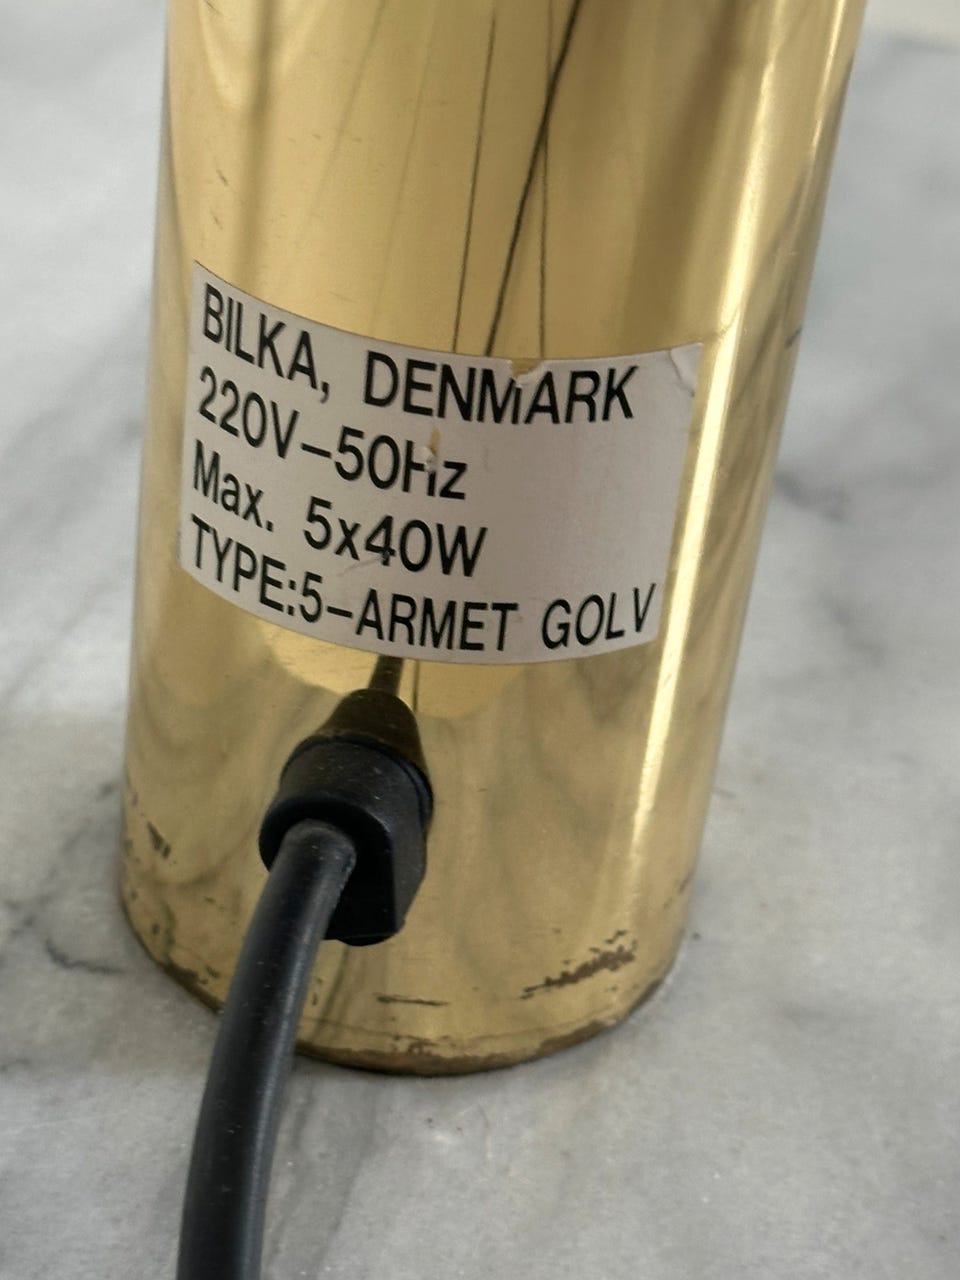 BILKA, DENMARK
220V-50Hz
Max. 5x40W
TYPE:5-ARMET GOLV